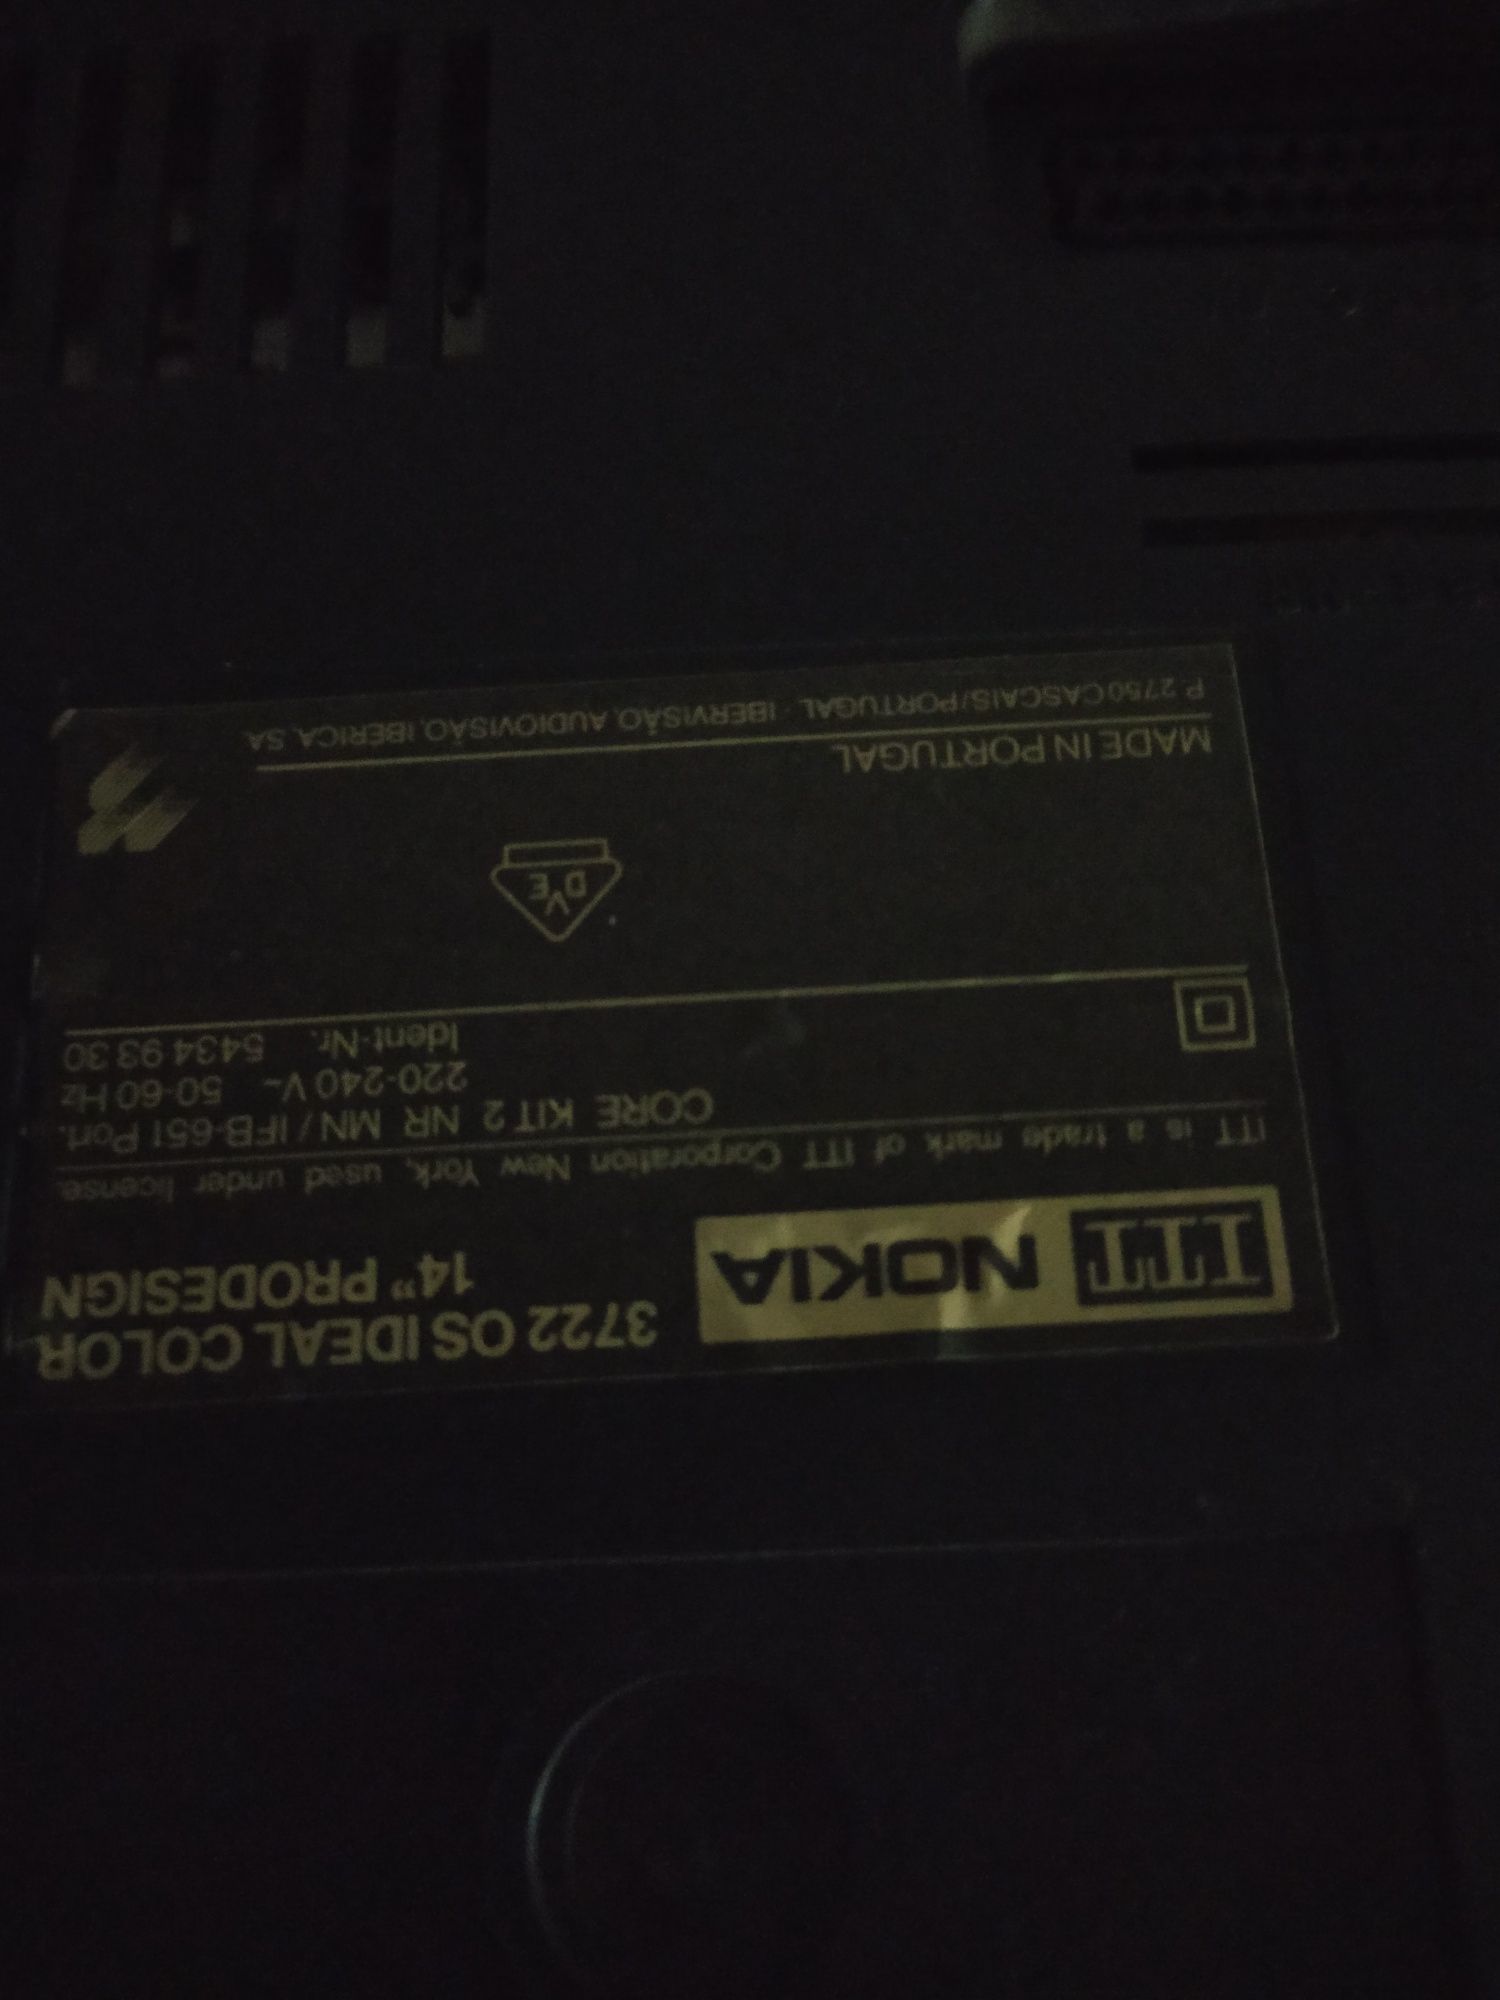 ITT NOKIA
3722 OS IDEAL COLOR
14" PRODESIGN
ITT is a trade mark of ITT Corporation New York, used under license.
CORE KIT 2 NR MN / IFB-651 Port.
220-240 V~ 50-60 Hz
Ident-Nr. 5434 93 30
DVE
MADE IN PORTUGAL
P. 2750 CASCAIS/PORTUGAL · IBERVISÃO, AUDIOVISÃO, IBERICA, SA.